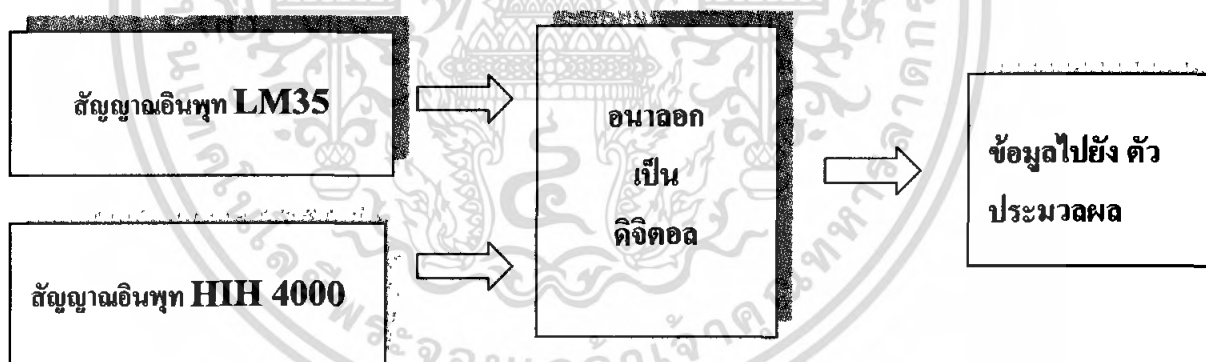 สัญญาณอินพุท LM35
อนาลอก
เป็น
ดิจิตอล
ข้อมูลไปยัง ตัว
ประมวลผล
สัญญาณอินพุท HIH 4000